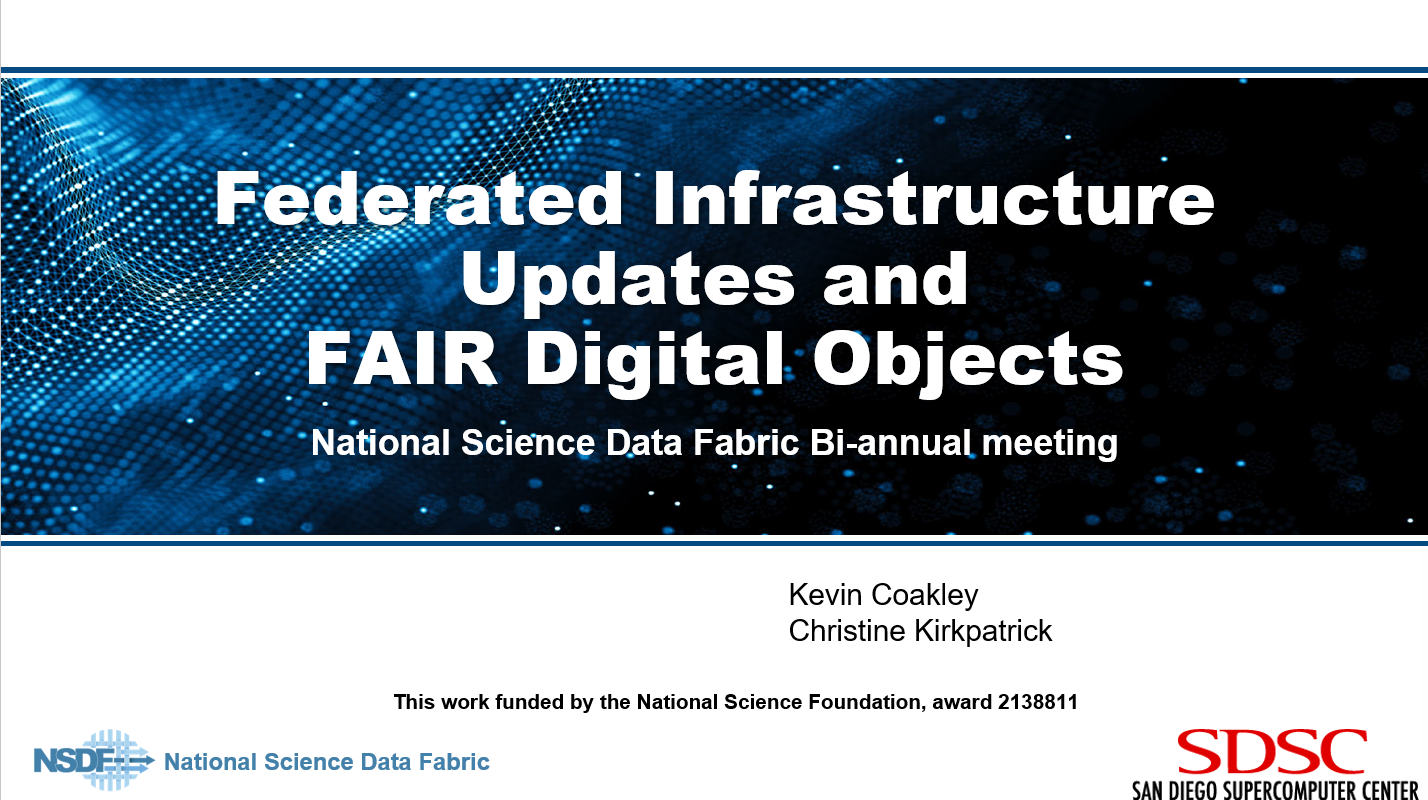 Federated Infrastructure
Updates and
FAIR Digital Objects
National Science Data Fabric Bi-annual meeting
Kevin Coakley
Christine Kirkpatrick
This work funded by the National Science Foundation, award 2138811
NSDF National Science Data Fabric
SDSC
SAN DIEGO SUPERCOMPUTER CENTER